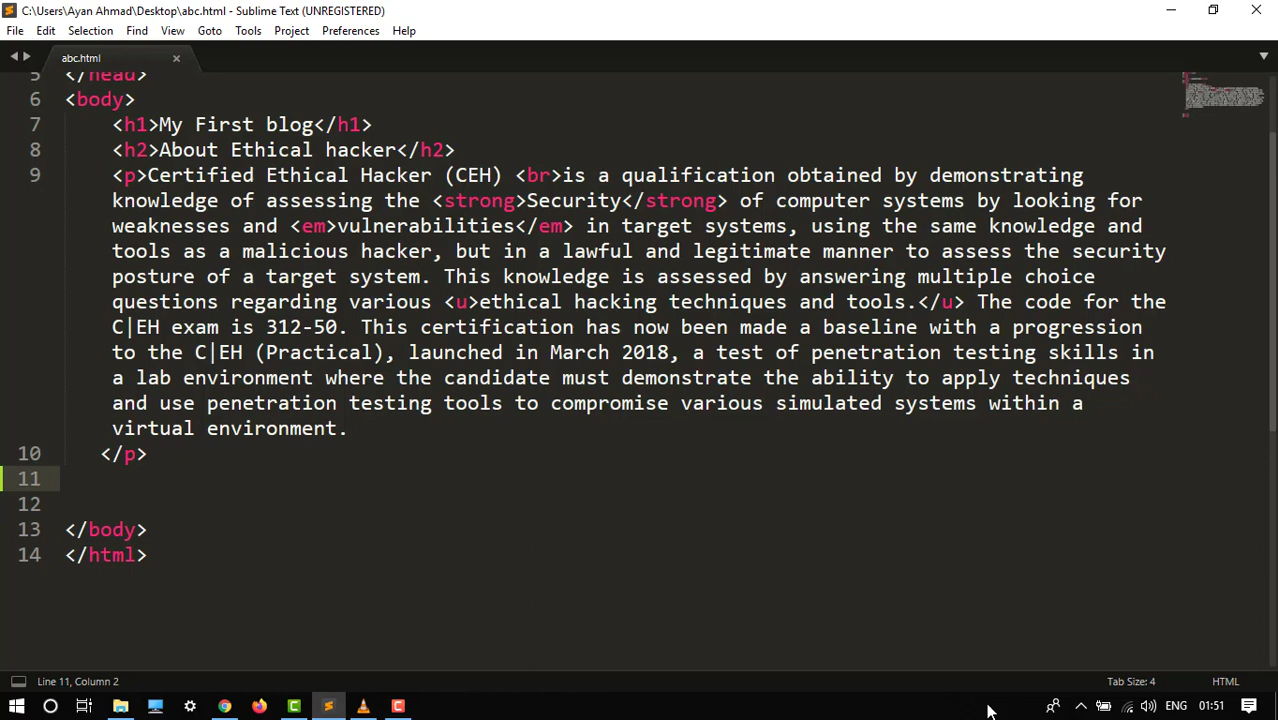 C:\Users\Ayan Ahmad\Desktop\abc.html - Sublime Text (UNREGISTERED)
File Edit Selection Find View Goto Tools Project Preferences Help
abc.html
5 </head>
6 <body>
7 <h1>My First blog</h1>
8 <h2>About Ethical hacker</h2>
9 <p>Certified Ethical Hacker (CEH) <br>is a qualification obtained by demonstrating
knowledge of assessing the <strong>Security</strong> of computer systems by looking for
weaknesses and <em>vulnerabilities</em> in target systems, using the same knowledge and
tools as a malicious hacker, but in a lawful and legitimate manner to assess the security
posture of a target system. This knowledge is assessed by answering multiple choice
questions regarding various <u>ethical hacking techniques and tools.</u> The code for the
C|EH exam is 312-50. This certification has now been made a baseline with a progression
to the C|EH (Practical), launched in March 2018, a test of penetration testing skills in
a lab environment where the candidate must demonstrate the ability to apply techniques
and use penetration testing tools to compromise various simulated systems within a
virtual environment.
10 </p>
11
12
13 </body>
14 </html>
Line 11, Column 2 Tab Size: 4 HTML
ENG 01:51